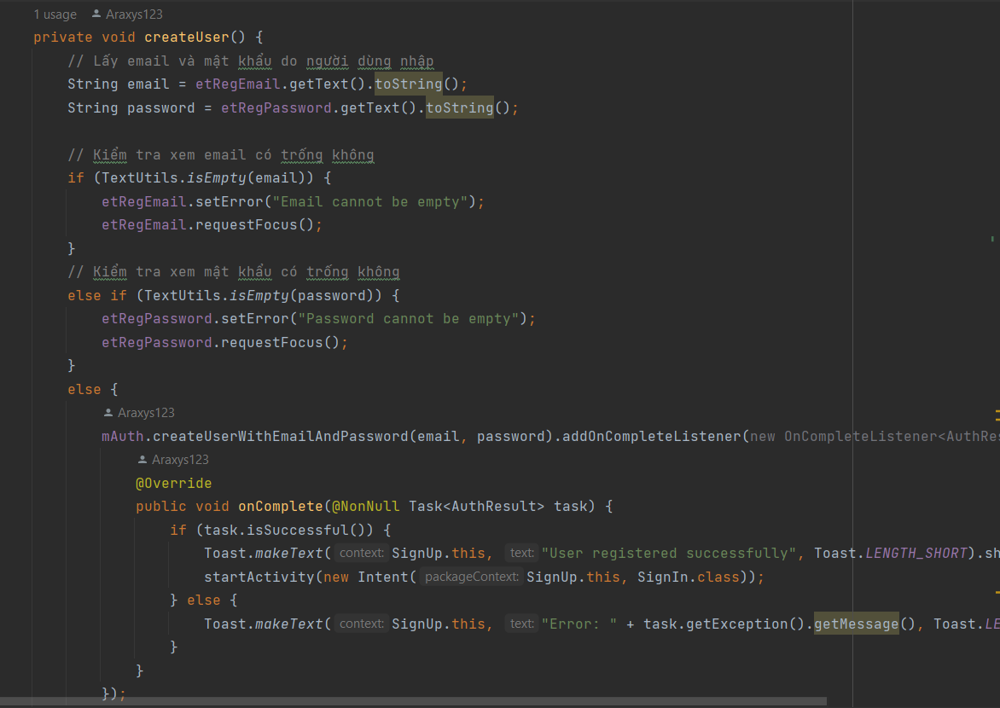 1 usage Araxys123
private void createUser() {
// Lấy email và mật khẩu do người dùng nhập
String email = etRegEmail.getText().toString();
String password = etRegPassword.getText().toString();
// Kiểm tra xem email có trống không
if (TextUtils.isEmpty(email)) {
etRegEmail.setError("Email cannot be empty");
etRegEmail.requestFocus();
}
// Kiểm tra xem mật khẩu có trống không
else if (TextUtils.isEmpty(password)) {
etRegPassword.setError("Password cannot be empty");
etRegPassword.requestFocus();
}
else {
Araxys123
mAuth.createUserWithEmailAndPassword(email, password).addOnCompleteListener(new OnCompleteListener<AuthRes
Araxys123
@Override
public void onComplete(@NonNull Task<AuthResult> task) {
if (task.isSuccessful()) {
Toast.makeText( context: SignUp.this, text: "User registered successfully", Toast.LENGTH_SHORT).sh
startActivity(new Intent( packageContext: SignUp.this, SignIn.class));
} else {
Toast.makeText( context: SignUp.this, text: "Error: " + task.getException().getMessage(), Toast.LE
}
}
});